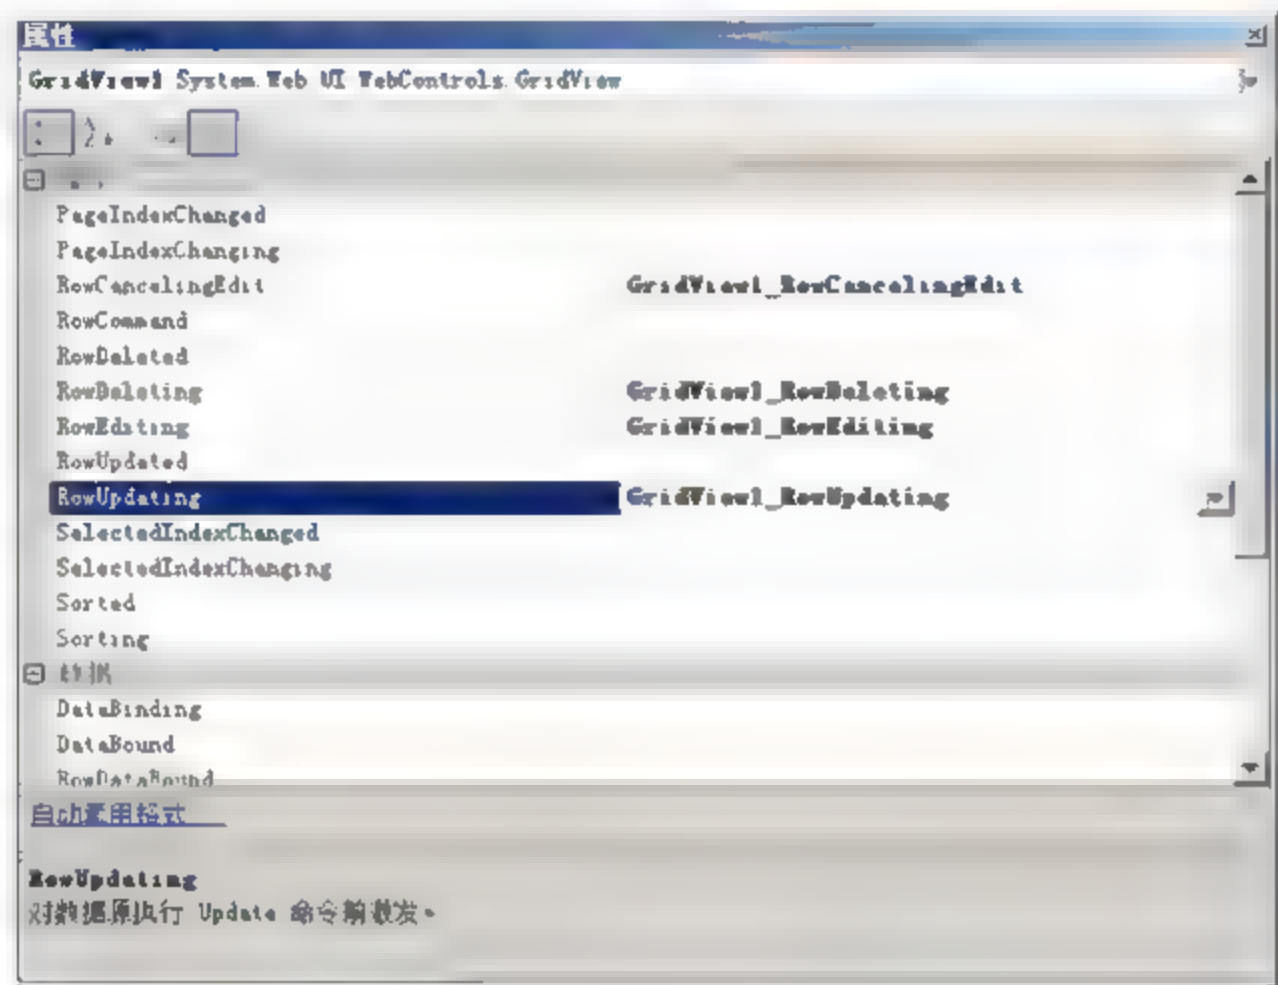 属性
GridView1 System.Web.UI.WebControls.GridView
PageIndexChanged
PageIndexChanging
RowCancelingEdit GridView1_RowCancelingEdit
RowCommand
RowDeleted
RowDeleting GridView1_RowDeleting
RowEditing GridView1_RowEditing
RowUpdated
RowUpdating GridView1_RowUpdating
SelectedIndexChanged
SelectedIndexChanging
Sorted
Sorting
数据
DataBinding
DataBound
RowDataBound
自动套用格式...
RowUpdating
对数据源执行 Update 命令前激发。